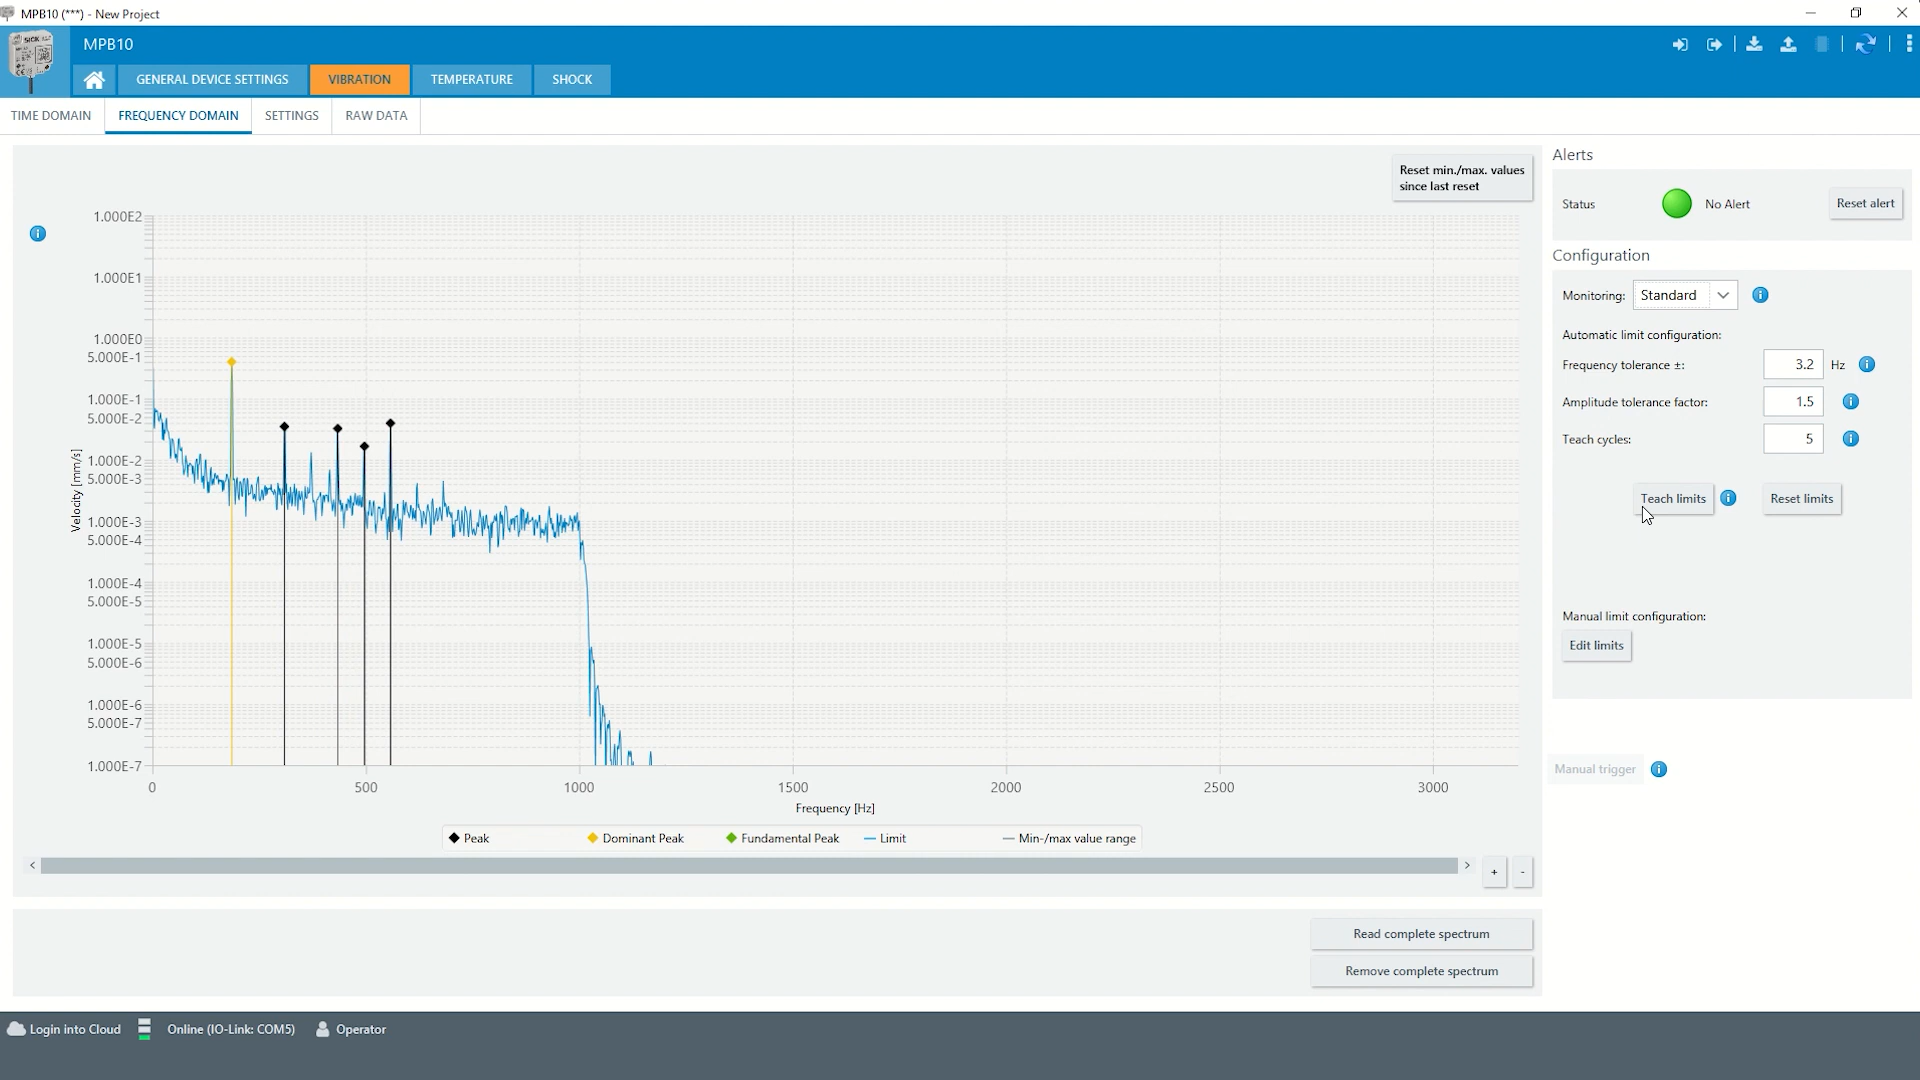 MPB10 (***) - New Project
SICK
MPB10
GENERAL DEVICE SETTINGS
VIBRATION
TEMPERATURE
SHOCK
TIME DOMAIN
FREQUENCY DOMAIN
SETTINGS
RAW DATA
Reset min./max. values
since last reset
1.000E2
1.000E1
1.000E0
5.000E-1
1.000E-1
5.000E-2
1.000E-2
5.000E-3
1.000E-3
5.000E-4
1.000E-4
5.000E-5
1.000E-5
5.000E-6
1.000E-6
5.000E-7
1.000E-7
Velocity [mm/s]
0 500 1000 1500 2000 2500 3000
Frequency [Hz]
Peak Dominant Peak Fundamental Peak Limit Min-/max value range
< > + -
Read complete spectrum
Remove complete spectrum
Alerts
Status No Alert Reset alert
Configuration
Monitoring: Standard
Automatic limit configuration:
Frequency tolerance ±: 3.2 Hz
Amplitude tolerance factor: 1.5
Teach cycles: 5
Teach limits Reset limits
Manual limit configuration:
Edit limits
Manual trigger
Login into Cloud Online (IO-Link: COM5) Operator